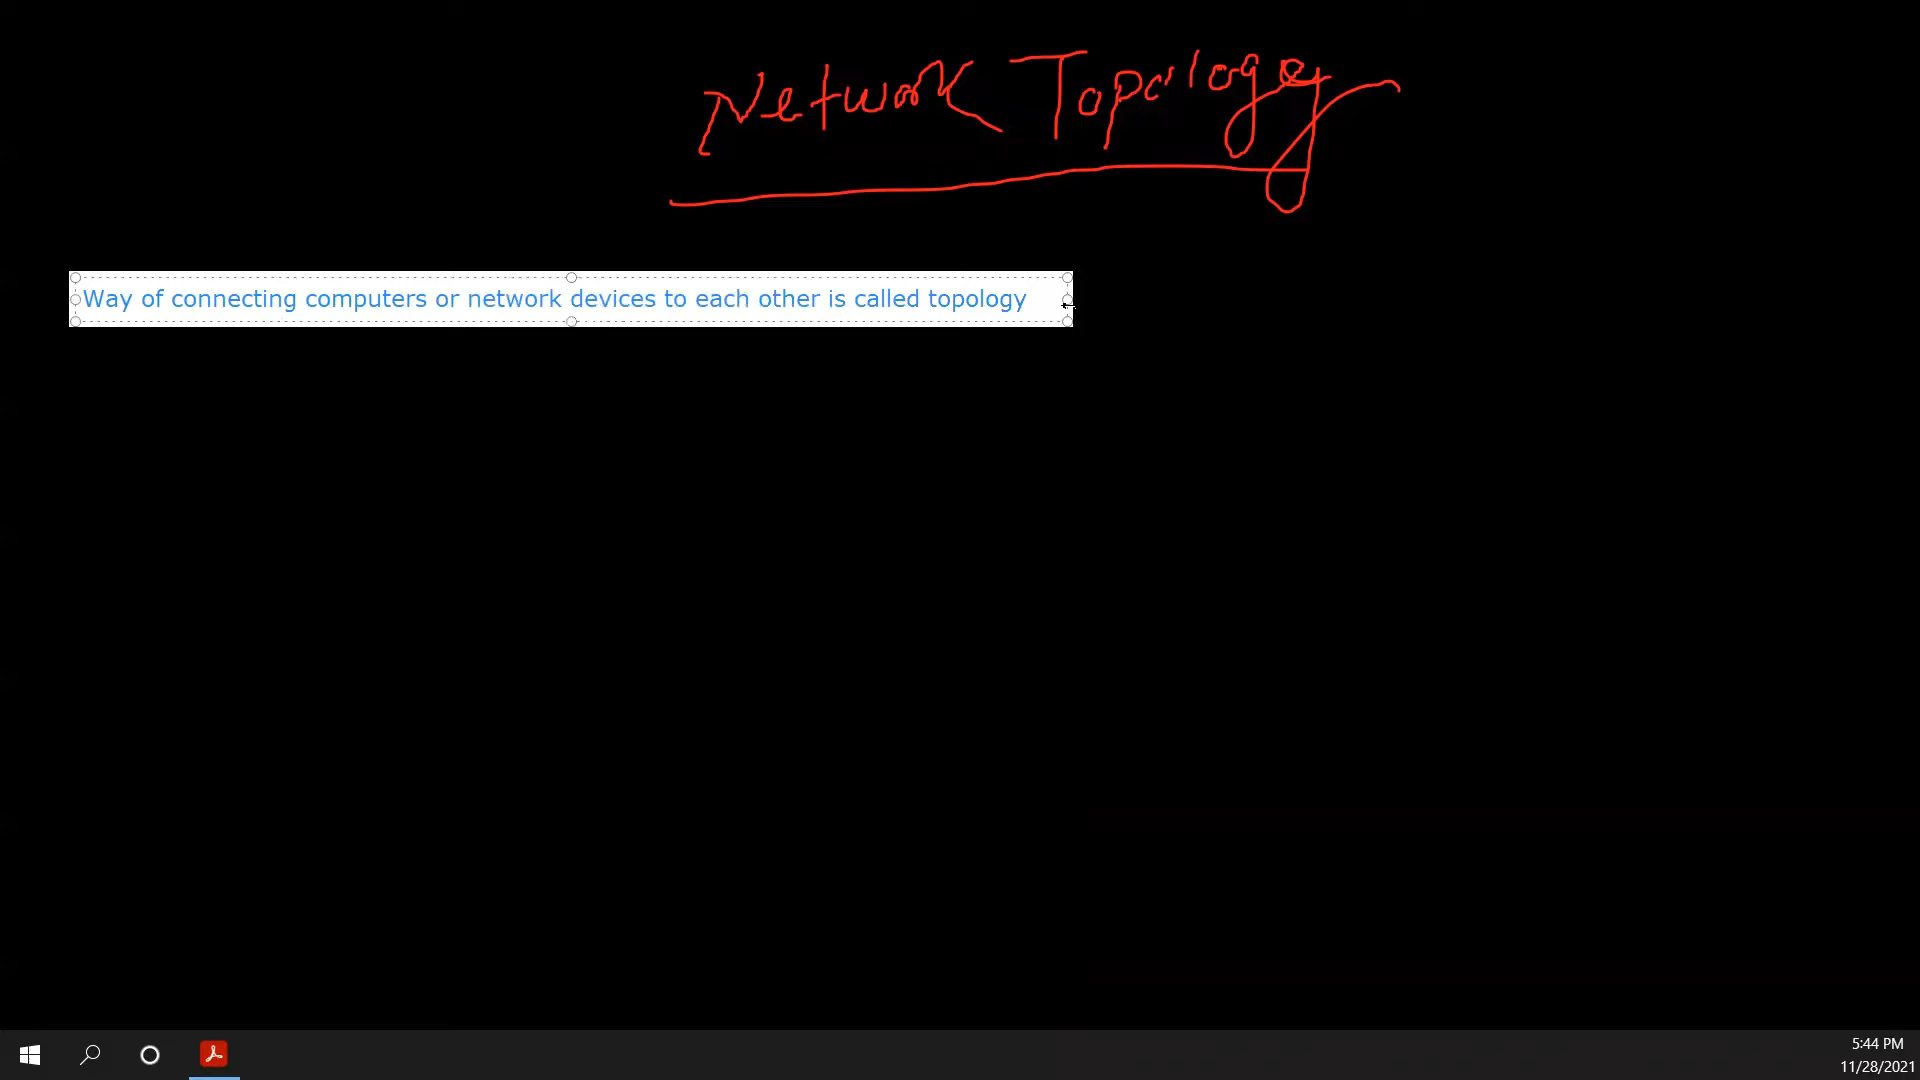 Network Topology
Way of connecting computers or network devices to each other is called topology
5:44 PM
11/28/2021